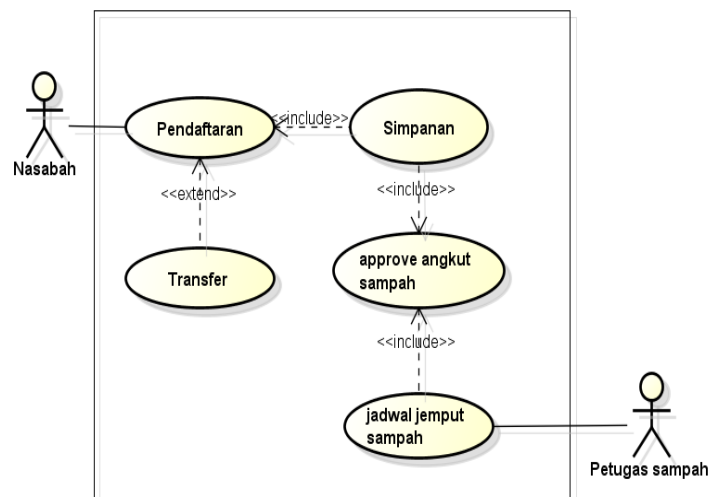 Nasabah
Pendaftaran
<<include>>
Simpanan
<<extend>>
<<include>>
Transfer
approve angkut
sampah
<<include>>
jadwal jemput
sampah
Petugas sampah